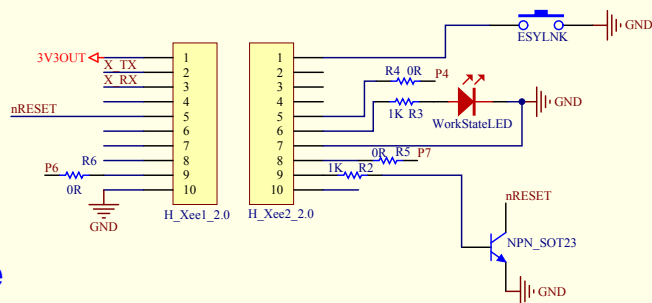 ESYLNK
GND
3V3OUT
X_TX
X_RX
nRESET
P6
R6
0R
GND
1
2
3
4
5
6
7
8
9
10
H_Xee1_2.0
1
2
3
4
5
6
7
8
9
10
H_Xee2_2.0
R4 0R
P4
1K R3
WorkStateLED
GND
0R R5 P7
1K R2
nRESET
NPN_SOT23
GND
e